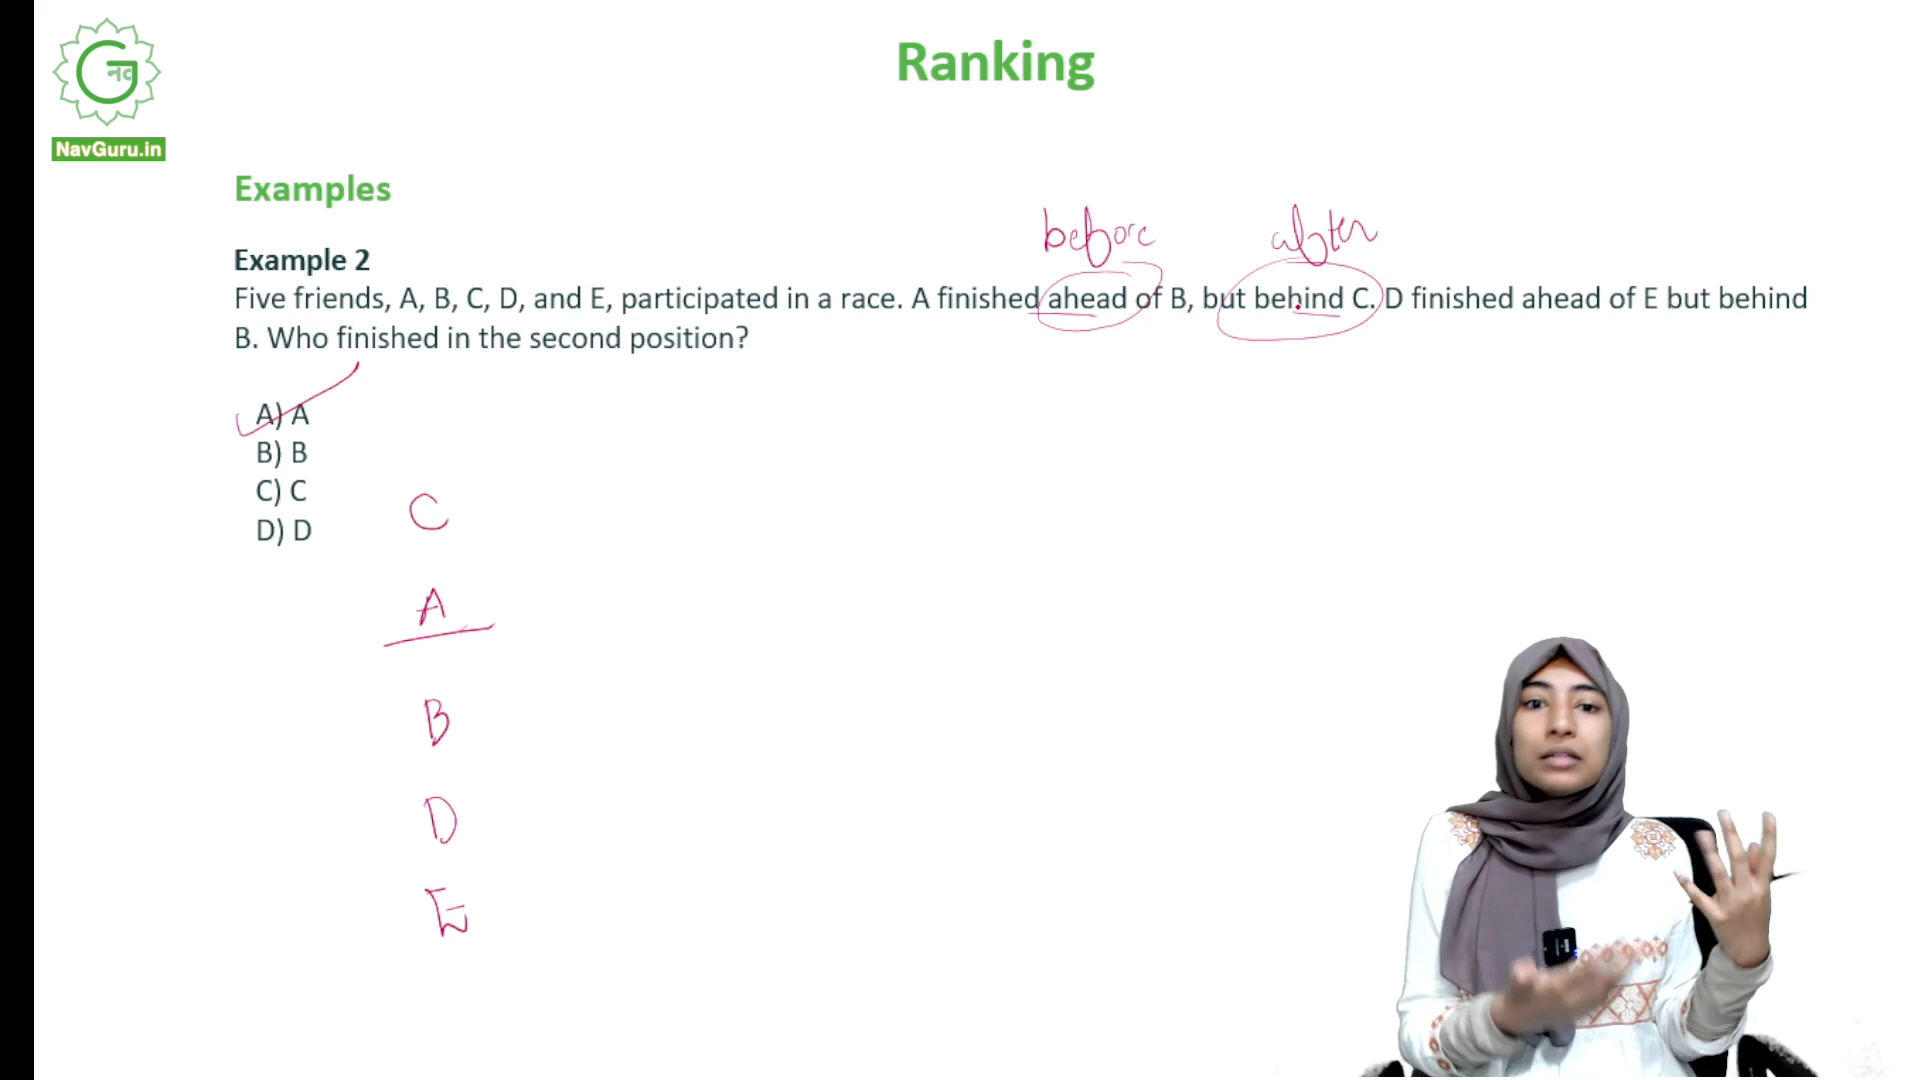 Ranking
नव
NavGuru.in
Examples
before after
Example 2
Five friends, A, B, C, D, and E, participated in a race. A finished ahead of B, but behind C. D finished ahead of E but behind
B. Who finished in the second position?
A) A
B) B
C) C
D) D
C
A
B
D
E